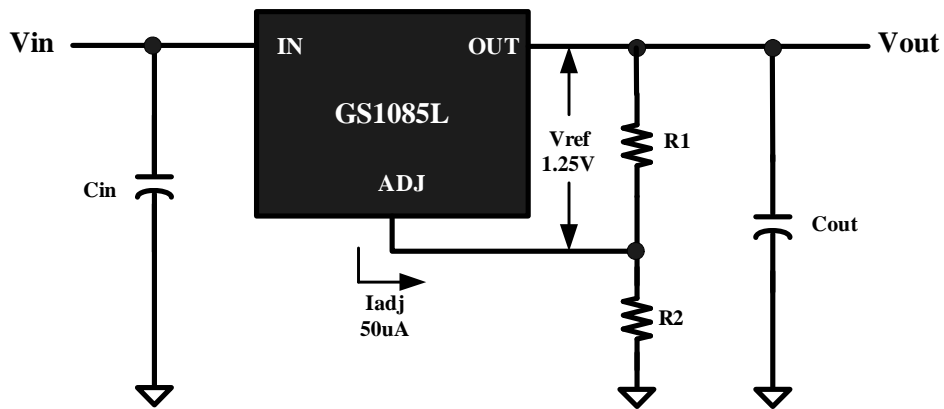 Vin
IN
OUT
Vout
GS1085L
ADJ
Vref
1.25V
R1
Cin
Cout
Iadj
50uA
R2